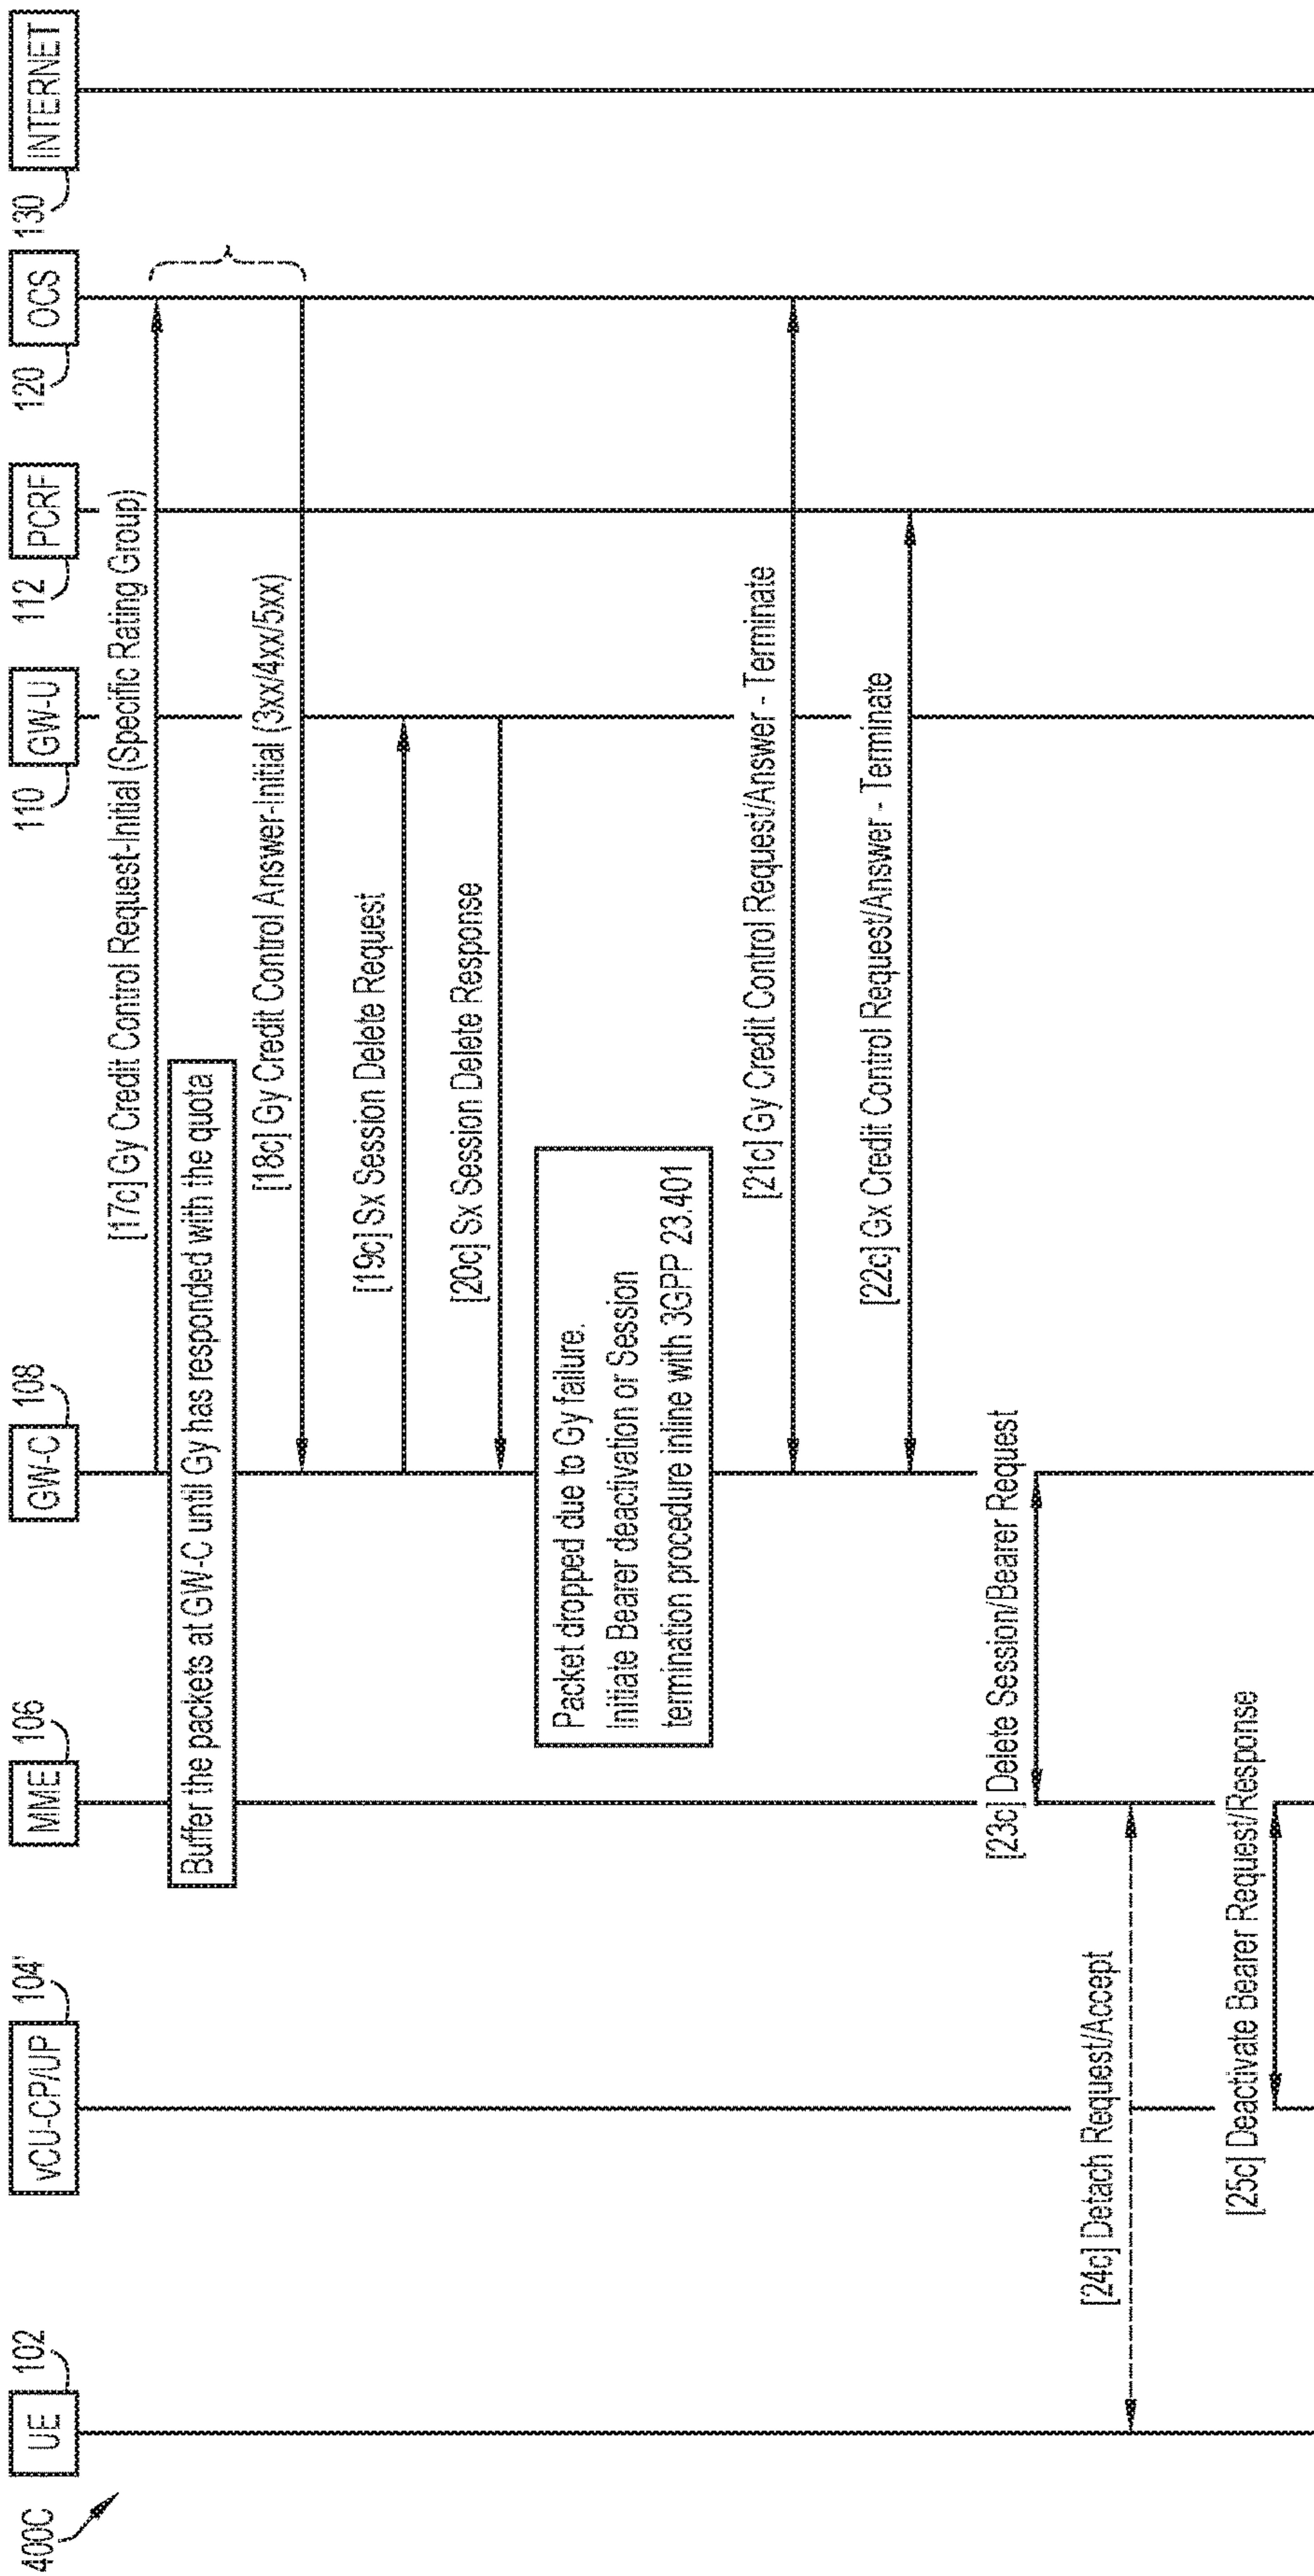 400C
UE 102
vCU-CP/UP 104'
MME 106
GW-C 108
110 GW-U
112 PCRF
120 OCS
130 INTERNET
[17c] Gy Credit Control Request-Initial (Specific Rating Group)
Buffer the packets at GW-C until Gy has responded with the quota
[18c] Gy Credit Control Answer-Initial (3xx/4xx/5xx)
λ
[19c] Sx Session Delete Request
[20c] Sx Session Delete Response
Packet dropped due to Gy failure.
Initiate Bearer deactivation or Session
termination procedure inline with 3GPP 23.401
[21c] Gy Credit Control Request/Answer - Terminate
[22c] Gx Credit Control Request/Answer - Terminate
[23c] Delete Session/Bearer Request
[24c] Detach Request/Accept
[25c] Deactivate Bearer Request/Response